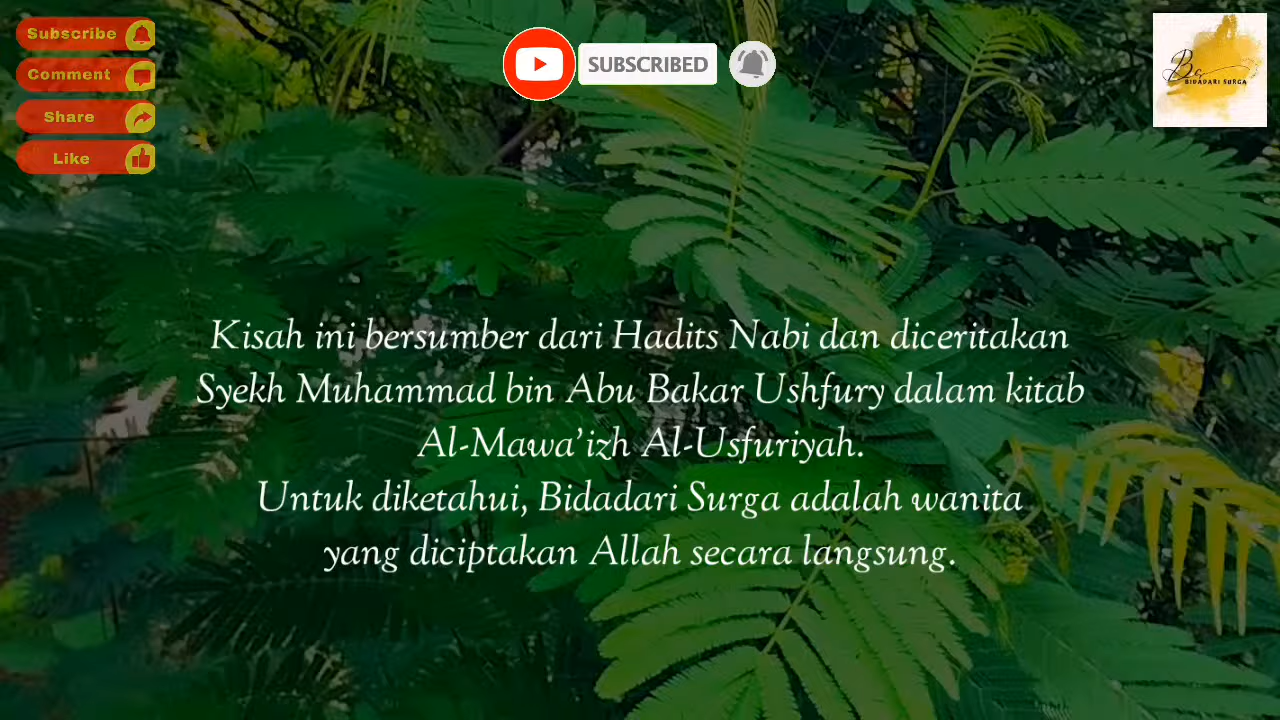 Subscribe
Comment
Share
Like
SUBSCRIBED
Bs
BIDADARI SURGA
Kisah ini bersumber dari Hadits Nabi dan diceritakan
Syekh Muhammad bin Abu Bakar Ushfury dalam kitab
Al-Mawa’izh Al-Usfuriyah.
Untuk diketahui, Bidadari Surga adalah wanita
yang diciptakan Allah secara langsung.